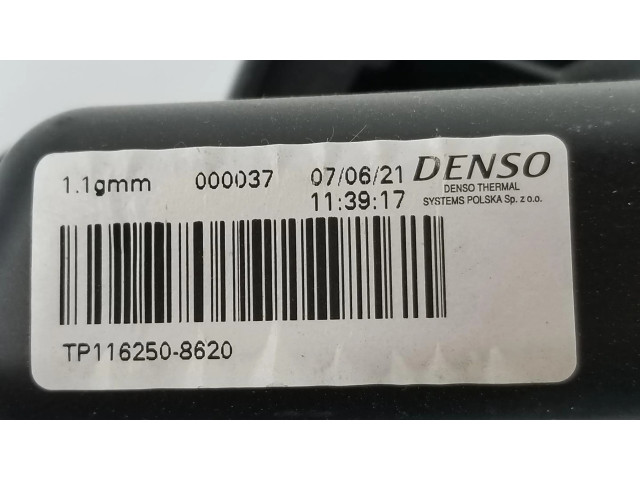 1.1gmm 000037 07/06/21 DENSO
11:39:17 DENSO THERMAL
SYSTEMS POLSKA Sp. z o.o.
TP116250-8620